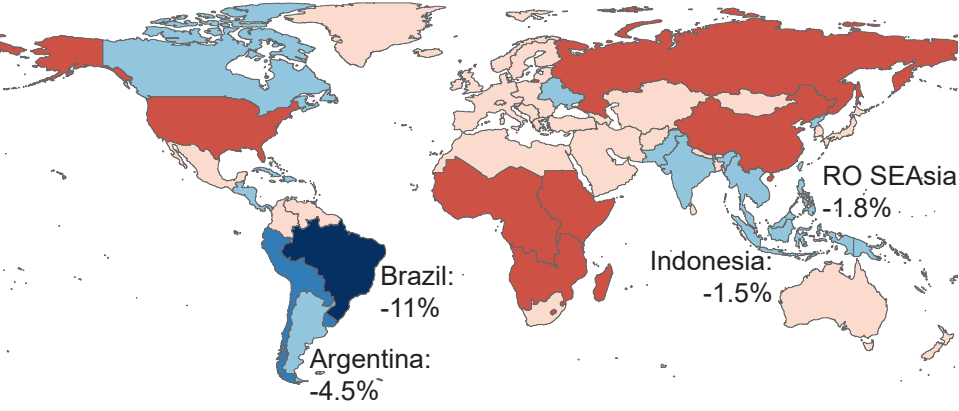 RO SEAsia
-1.8%
Indonesia:
-1.5%
Brazil:
-11%
Argentina:
-4.5%